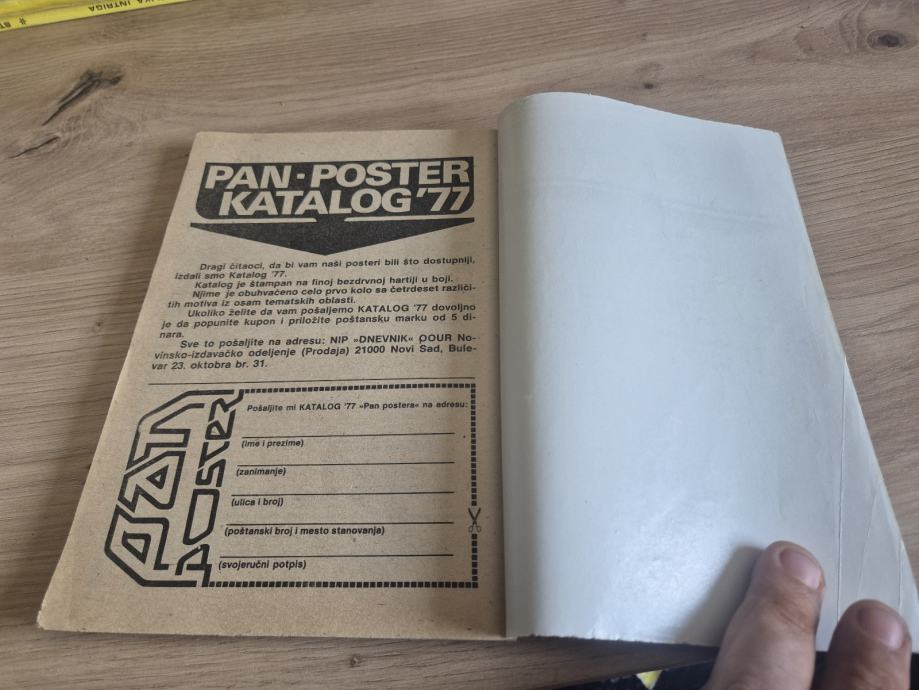 # ST
KA INTRIGA
PAN-POSTER
KATALOG '77
Dragi čitaoci, da bi vam naši posteri bili što dostupniji,
izdali smo Katalog '77.
Katalog je štampan na finoj bezdrvnoj hartiji u boji.
Njime je obuhvaćeno celo prvo kolo sa četrdeset različi-
tih motiva iz osam tematskih oblasti.
Ukoliko želite da vam pošaljemo KATALOG '77 dovoljno
je da popunite kupon i priložite poštansku marku od 5 di-
nara.
Sve to pošaljite na adresu: NIP »DNEVNIK« OOUR No-
vinsko-izdavačko odeljenje (Prodaja) 21000 Novi Sad, Bule-
var 23. oktobra br. 31.
pan
poster
Pošaljite mi KATALOG '77 »Pan postera« na adresu:
(ime i prezime)
(zanimanje)
(ulica i broj)
(poštanski broj i mesto stanovanja)
(svojeručni potpis)